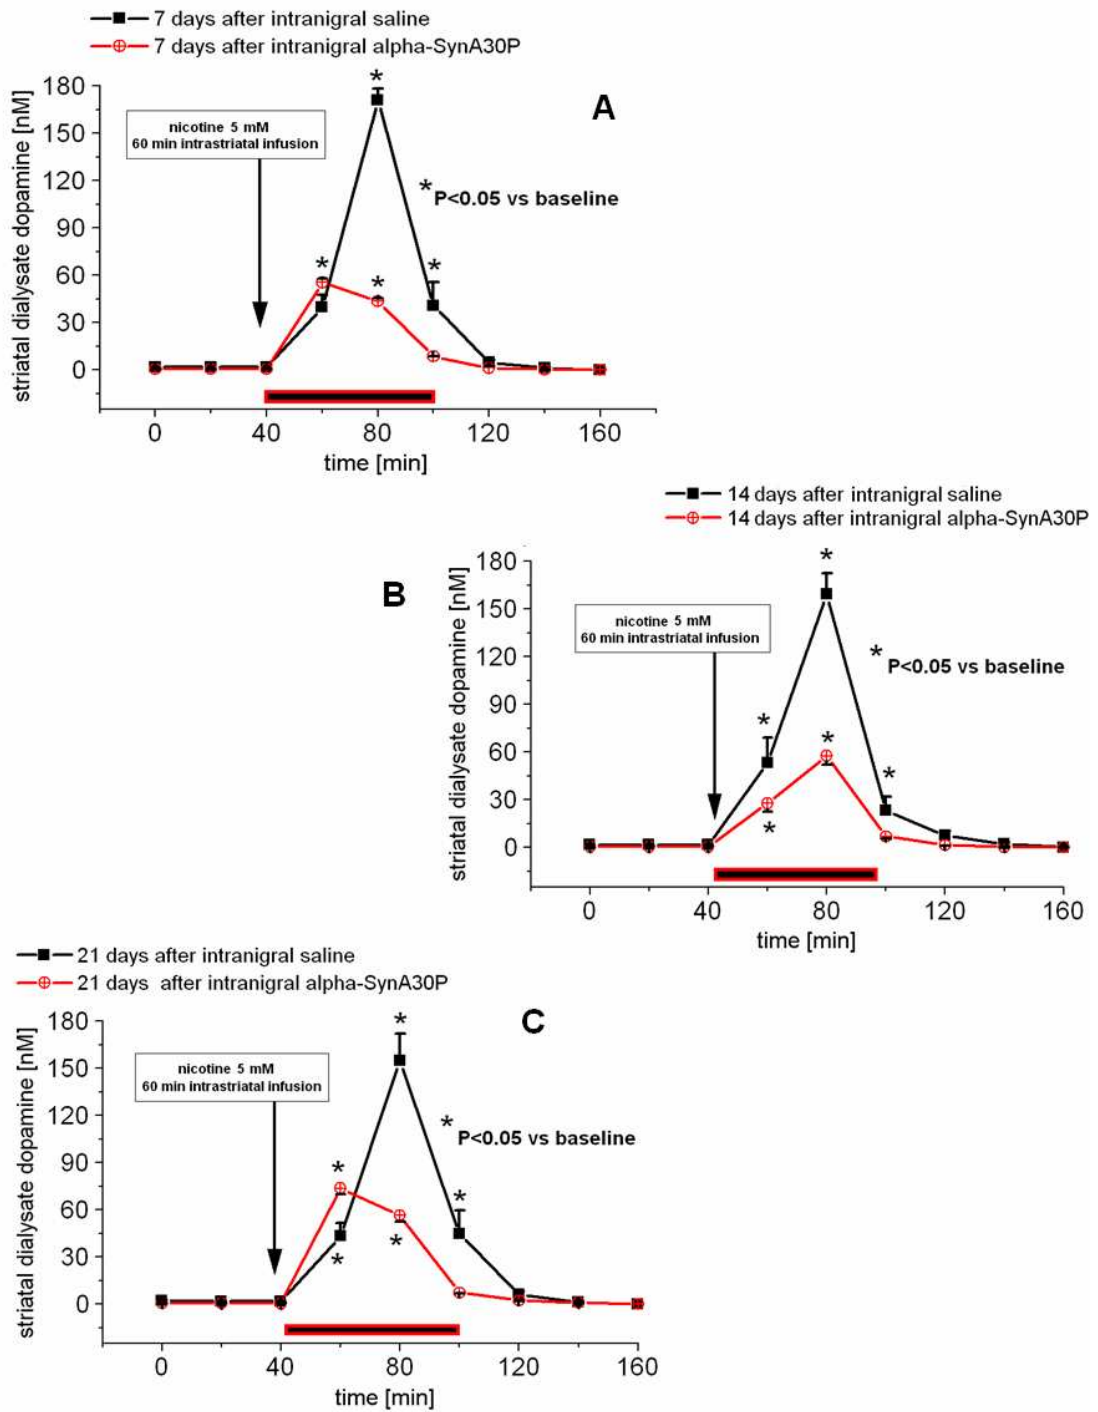 7 days after intranigral saline
7 days after intranigral alpha-SynA30P
A
striatal dialysate dopamine [nM]
180
150
120
90
60
30
0
nicotine 5 mM
60 min intrastriatal infusion
*
*
*
*
*
* P<0.05 vs baseline
0 40 80 120 160
time [min]
14 days after intranigral saline
14 days after intranigral alpha-SynA30P
B
striatal dialysate dopamine [nM]
180
150
120
90
60
30
0
nicotine 5 mM
60 min intrastriatal infusion
*
*
*
*
*
* P<0.05 vs baseline
0 40 80 120 160
time [min]
21 days after intranigral saline
21 days after intranigral alpha-SynA30P
C
striatal dialysate dopamine [nM]
180
150
120
90
60
30
0
nicotine 5 mM
60 min intrastriatal infusion
*
*
*
*
*
* P<0.05 vs baseline
0 40 80 120 160
time [min]